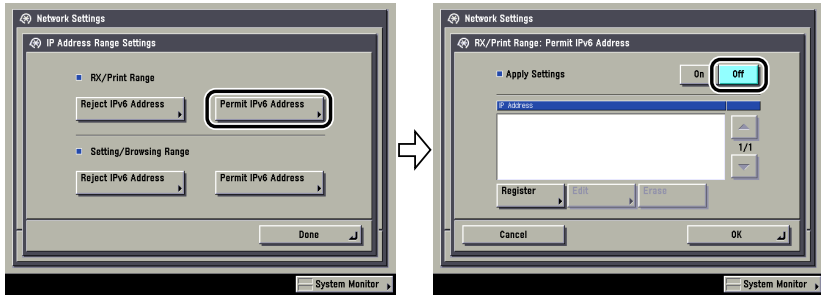 Network Settings
IP Address Range Settings
RX/Print Range
Reject IPv6 Address
Permit IPv6 Address
Setting/Browsing Range
Reject IPv6 Address
Permit IPv6 Address
Done
System Monitor
Network Settings
RX/Print Range: Permit IPv6 Address
Apply Settings
On
Off
IP Address
1/1
Register
Edit
Erase
Cancel
OK
System Monitor